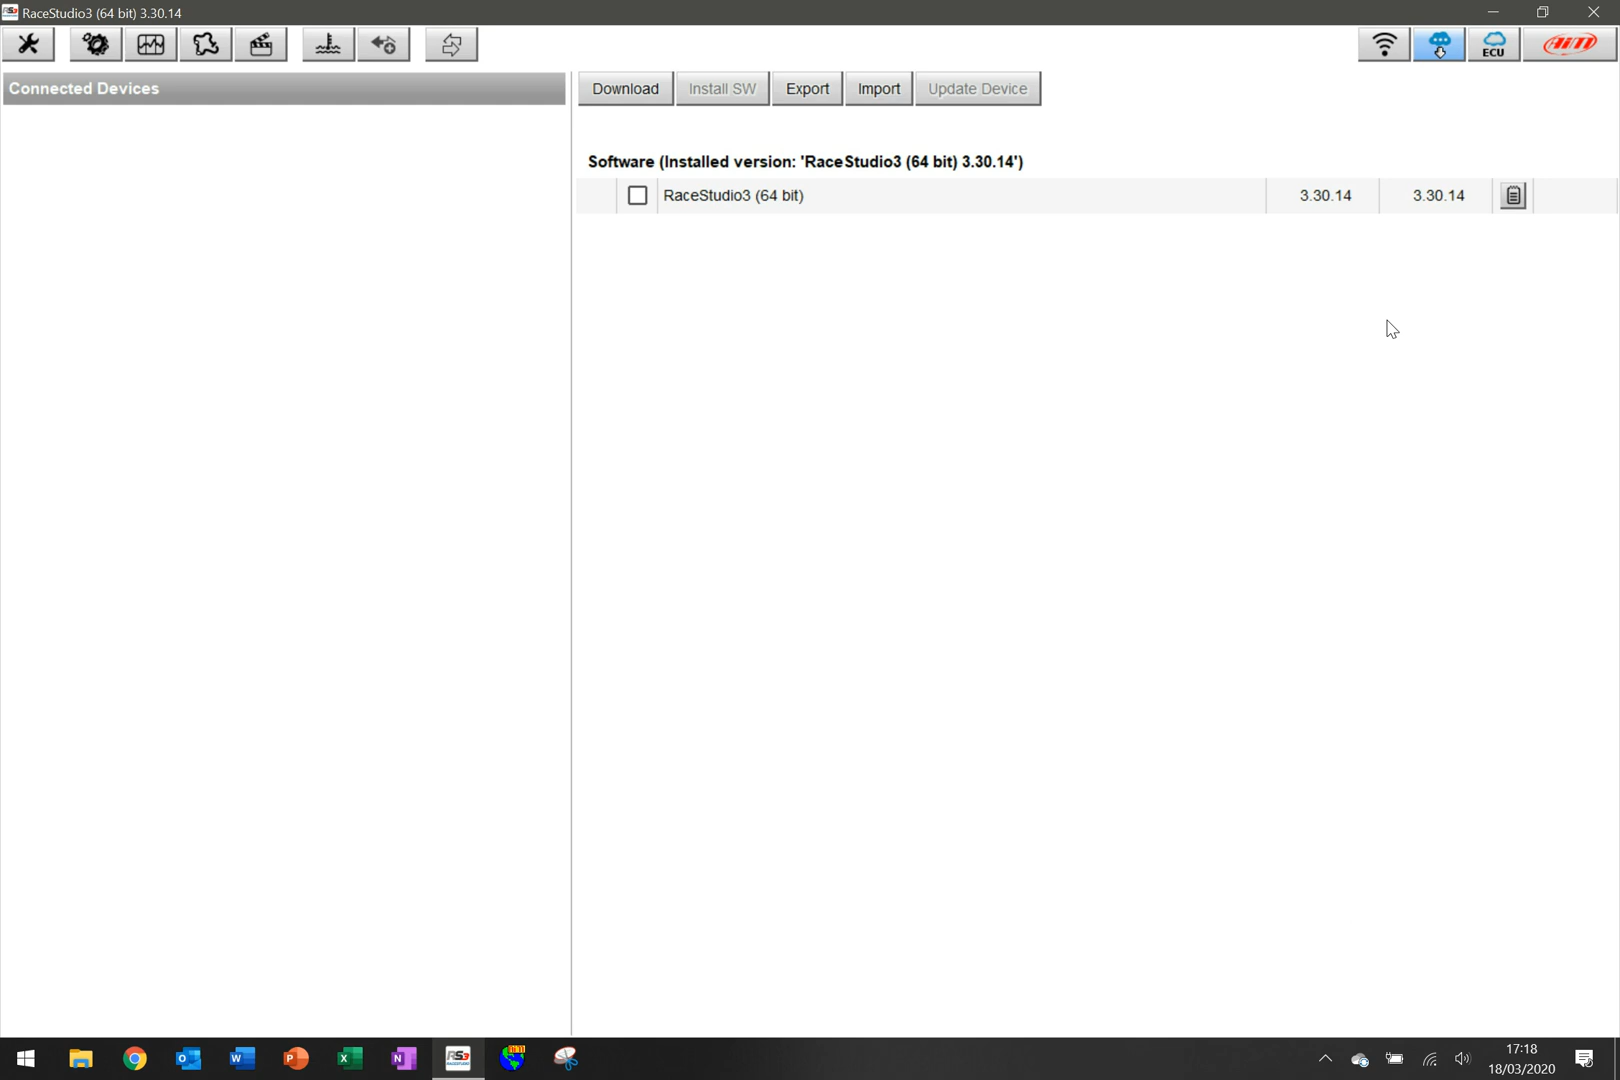 RS3 RaceStudio3 (64 bit) 3.30.14
ECU
AiM
Connected Devices
Download Install SW Export Import Update Device
Software (Installed version: 'RaceStudio3 (64 bit) 3.30.14')
RaceStudio3 (64 bit) 3.30.14 3.30.14
17:18
18/03/2020